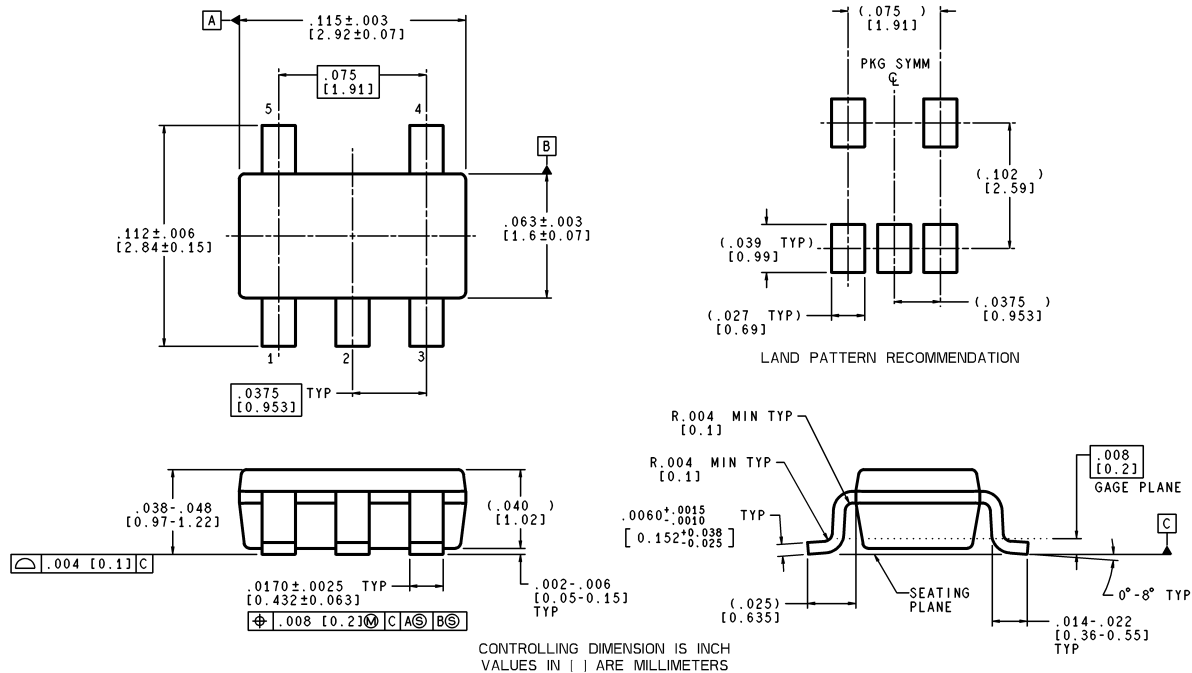 A
.115±.003
[2.92±0.07]
.075
[1.91]
5
4
B
.112±.006
[2.84±0.15]
.063±.003
[1.6±0.07]
1
2
3
.0375 TYP
[0.953]
(.075 )
[1.91]
PKG SYMM
℄
(.102 )
[2.59]
(.039 TYP)
[0.99]
(.027 TYP)
[0.69]
(.0375 )
[0.953]
LAND PATTERN RECOMMENDATION
.038-.048
[0.97-1.22]
(.040 )
[1.02]
⌓ .004 [0.1] C
.0170±.0025 TYP
[0.432±0.063]
⌖ .008 [0.2]Ⓜ C AⓈ BⓈ
.002-.006
[0.05-0.15]
TYP
R.004 MIN TYP
[0.1]
R.004 MIN TYP
[0.1]
.0060+.0015 -.0010 TYP
[0.152+0.038 -0.025]
.008
[0.2]
GAGE PLANE
C
SEATING
PLANE
0°-8° TYP
(.025)
[0.635]
.014-.022
[0.36-0.55]
TYP
CONTROLLING DIMENSION IS INCH
VALUES IN [ ] ARE MILLIMETERS